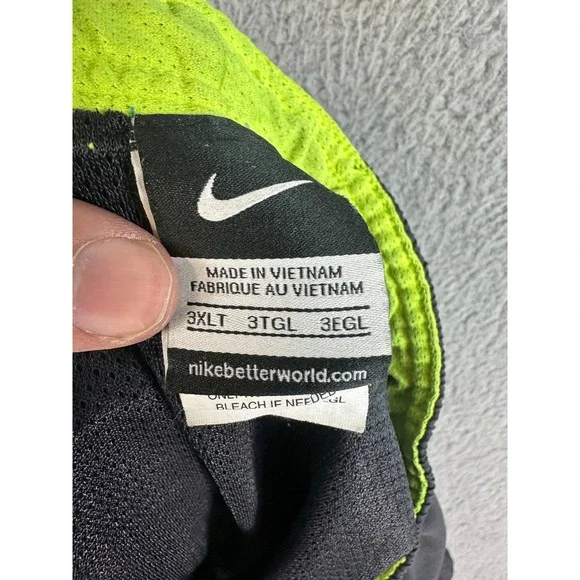 MADE IN VIETNAM
FABRIQUE AU VIETNAM
3XLT 3TGL 3EGL
nikebetterworld.com
BLEACH IF NEEDED